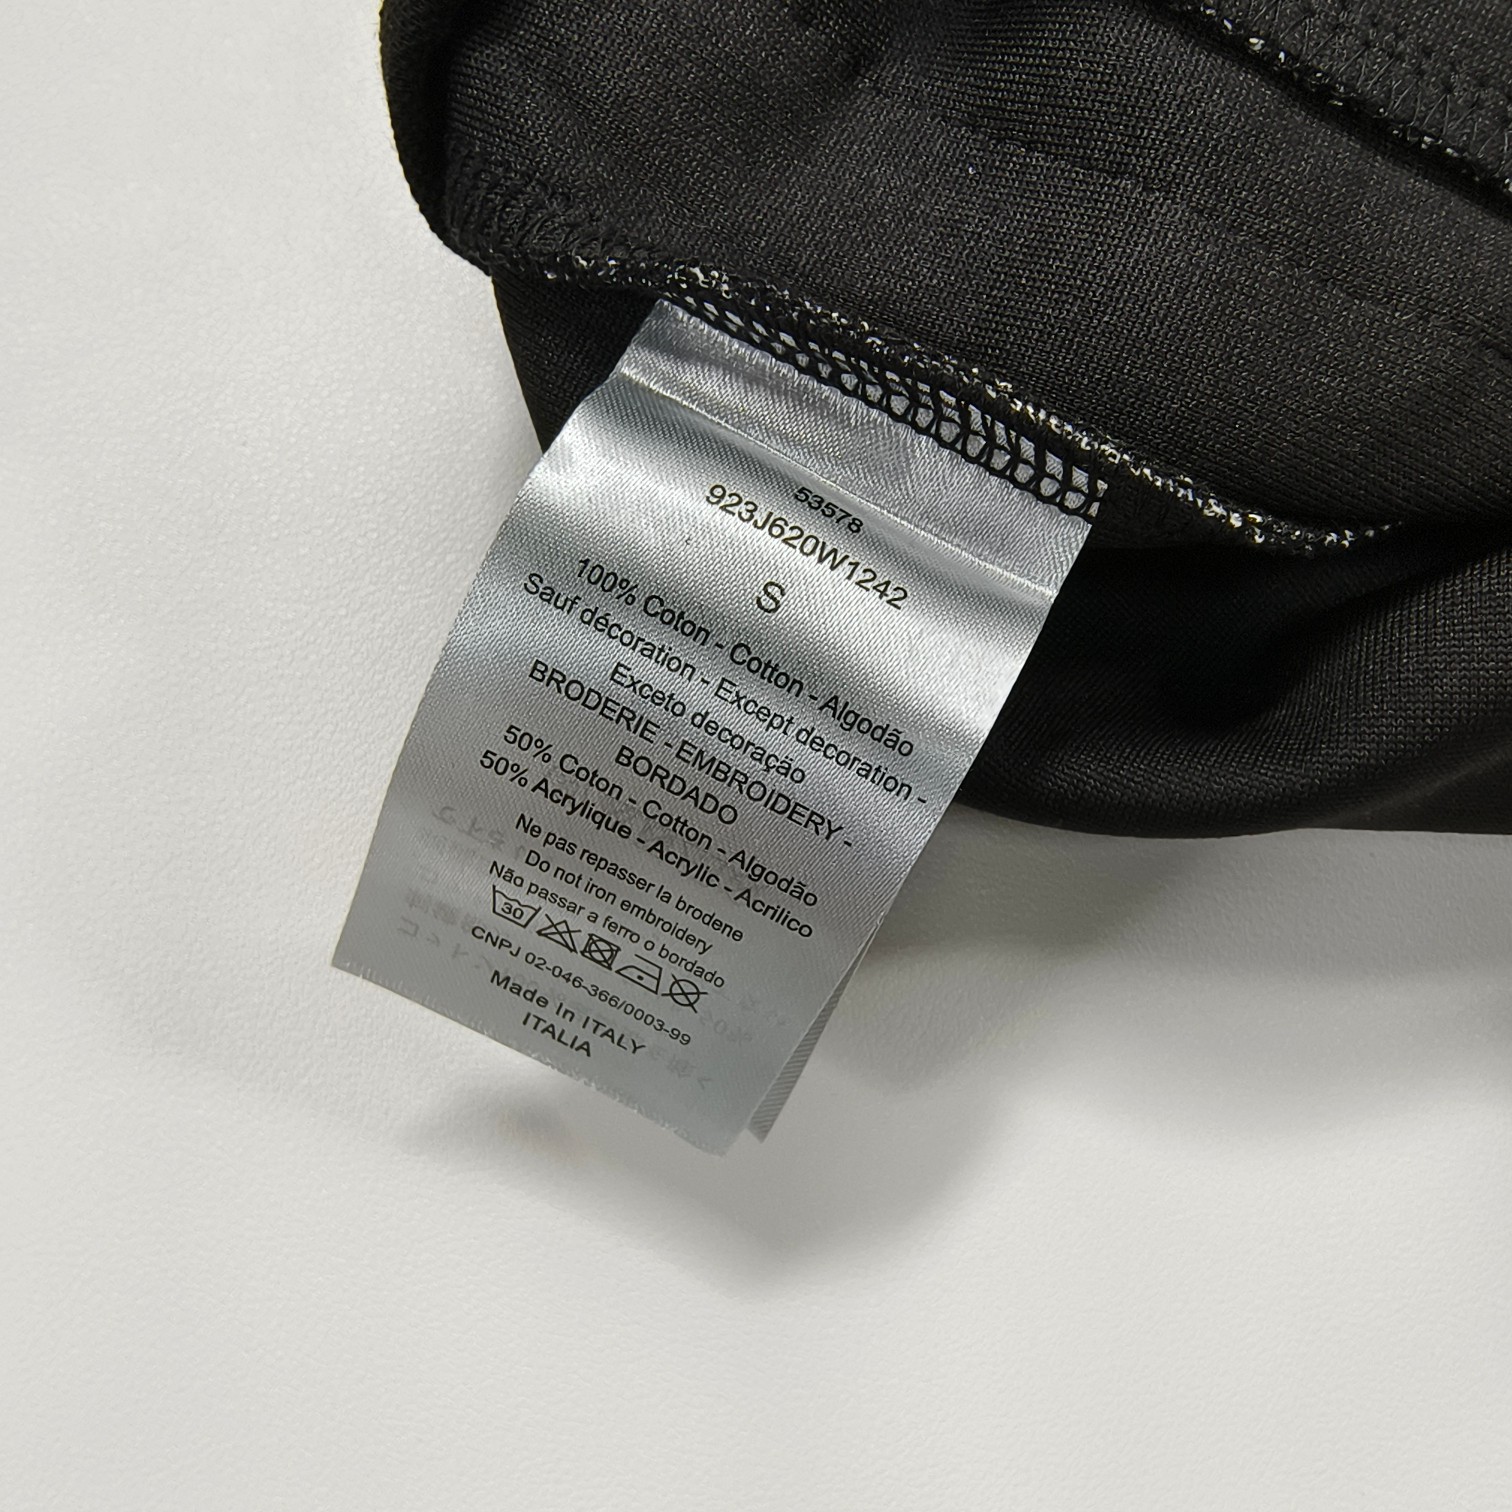 53578
923J620W1242
S
100% Coton - Cotton - Algodão
Sauf décoration - Except decoration -
Exceto decoração
BRODERIE - EMBROIDERY -
BORDADO
50% Coton - Cotton - Algodão
50% Acrylique - Acrylic - Acrilico
Ne pas repasser la brodene
Do not iron embroidery
Não passar a ferro o bordado
30
CNPJ 02-046-366/0003-99
Made In ITALY
ITALIA